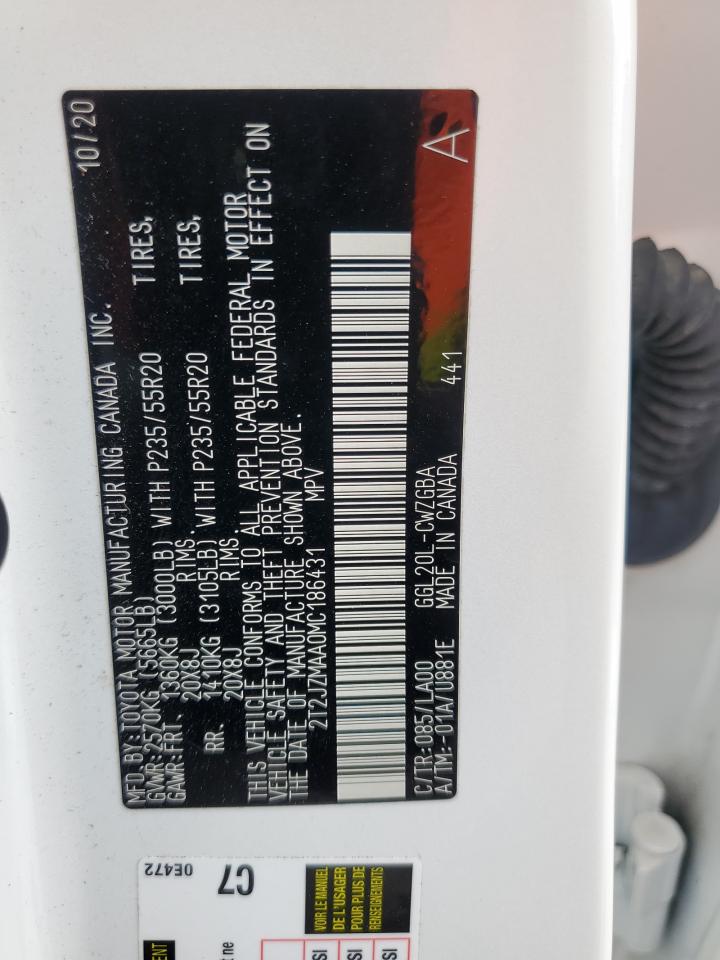 MFD. BY: TOYOTA MOTOR MANUFACTURING CANADA INC. 10/20
GVWR: 2570KG (5665LB)
GAWR: FRT. 1360KG (3000LB) WITH P235/55R20 TIRES,
20X8J RIMS.
RR. 1410KG (3105LB) WITH P235/55R20 TIRES,
20X8J RIMS.
THIS VEHICLE CONFORMS TO ALL APPLICABLE FEDERAL MOTOR
VEHICLE SAFETY AND THEFT PREVENTION STANDARDS IN EFFECT ON
THE DATE OF MANUFACTURE SHOWN ABOVE.
2T2JZMAA0MC186431 MPV
C/TR: 085/LA00 GGL20L-CWZGBA A
A/TM: -01A/U881E MADE IN CANADA 441
0E472
C7
VOIR LE MANUEL
DE L'USAGER
POUR PLUS DE
RENSEIGNEMENTS
ne
SI
SI
SI